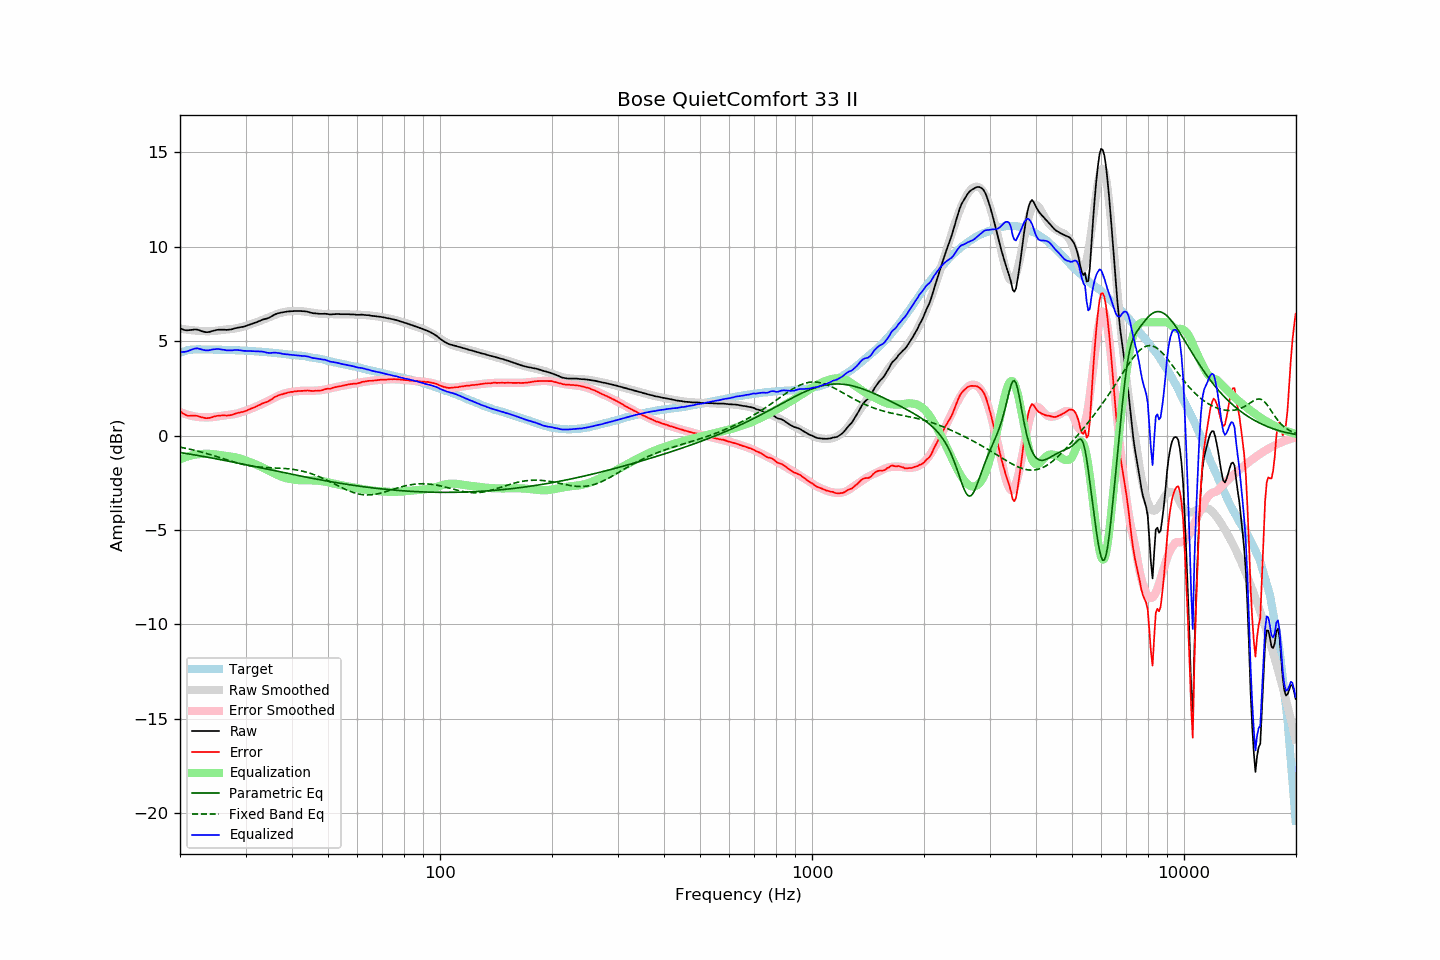 Bose QuietComfort 33 II
15
10
5
0
−5
−10
−15
−20
Amplitude (dBr)
Target
Raw Smoothed
Error Smoothed
Raw
Error
Equalization
Parametric Eq
Fixed Band Eq
Equalized
100 1000 10000
Frequency (Hz)